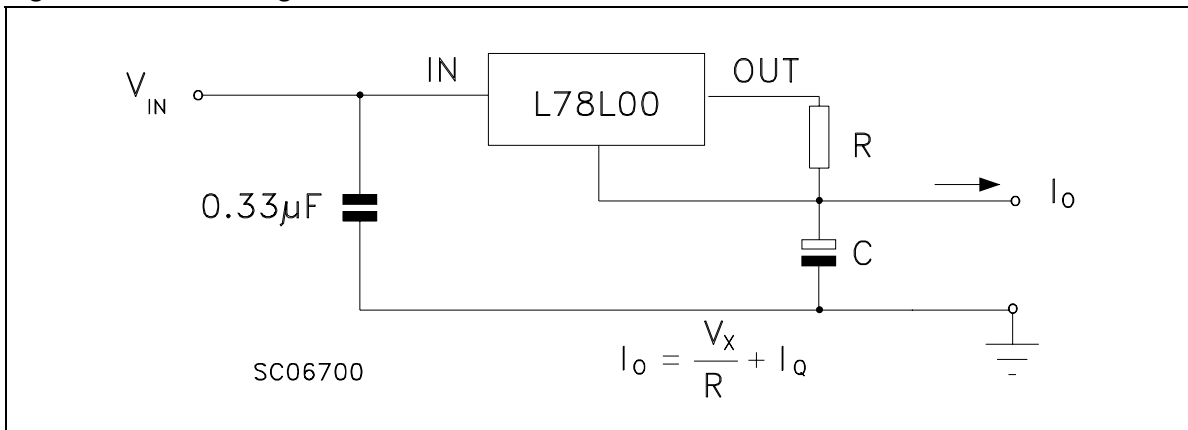 V_IN
IN
L78L00
OUT
R
0.33µF
I_O
C
I_O = V_X / R + I_Q
SC06700